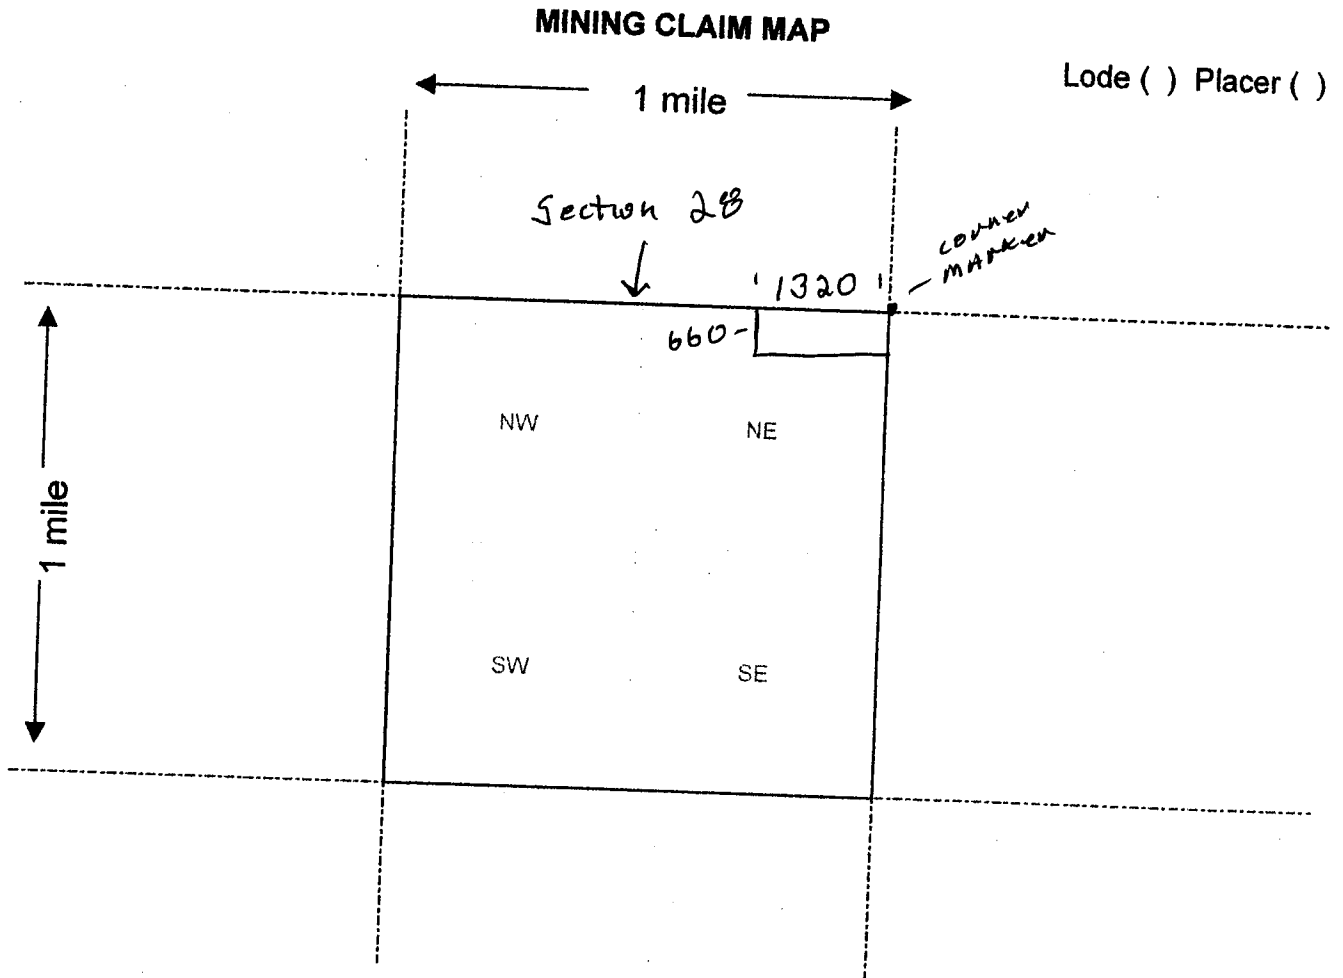 MINING CLAIM MAP
Lode ( ) Placer ( )
1 mile
Section 28
corner
marker
' 1320 '
660-
NW
NE
1 mile
SW
SE